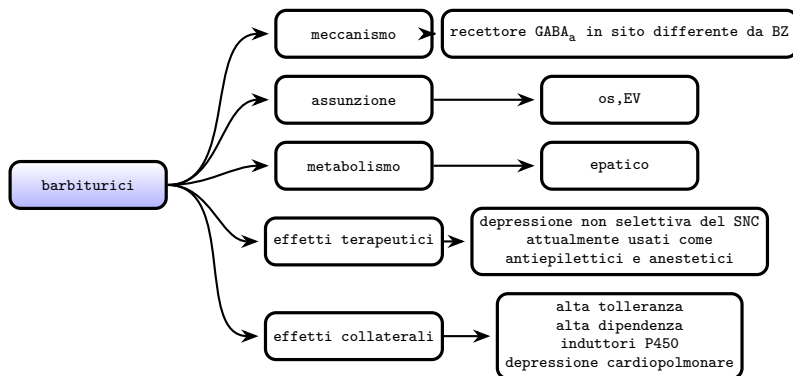 meccanismo
recettore GABAₐ in sito differente da BZ
assunzione
os,EV
metabolismo
epatico
barbiturici
effetti terapeutici
depressione non selettiva del SNC
attualmente usati come
antiepilettici e anestetici
effetti collaterali
alta tolleranza
alta dipendenza
induttori P450
depressione cardiopolmonare